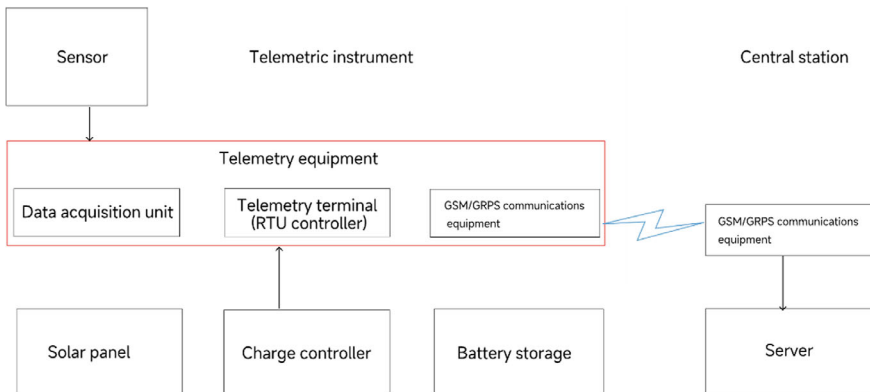 Sensor
Telemetric instrument
Central station
Telemetry equipment
Data acquisition unit
Telemetry terminal
(RTU controller)
GSM/GRPS communications
equipment
GSM/GRPS communications
equipment
Solar panel
Charge controller
Battery storage
Server